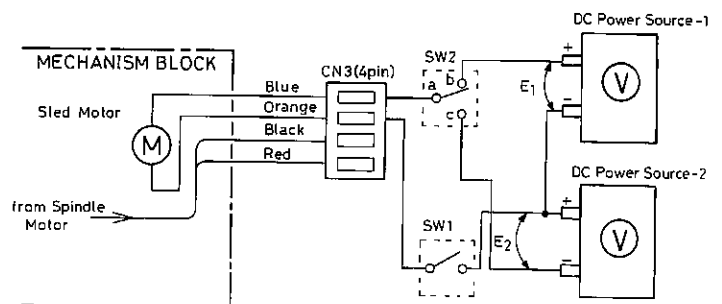 DC Power Source-1
MECHANISM BLOCK
CN3(4pin)
SW2
Blue
Sled Motor
Orange
a
b
c
+
E1
−
V
Black
M
Red
DC Power Source-2
from Spindle
Motor
SW1
+
E2
−
V